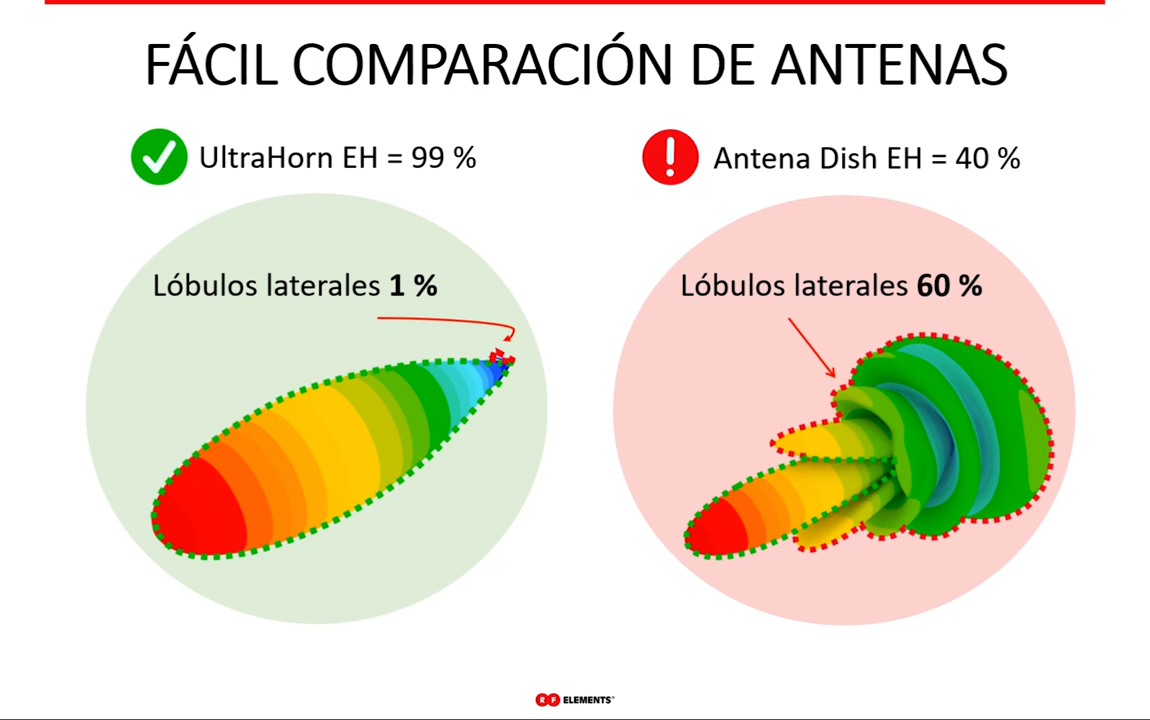 FÁCIL COMPARACIÓN DE ANTENAS
UltraHorn EH = 99 %
Antena Dish EH = 40 %
Lóbulos laterales 1 %
Lóbulos laterales 60 %
RF ELEMENTS